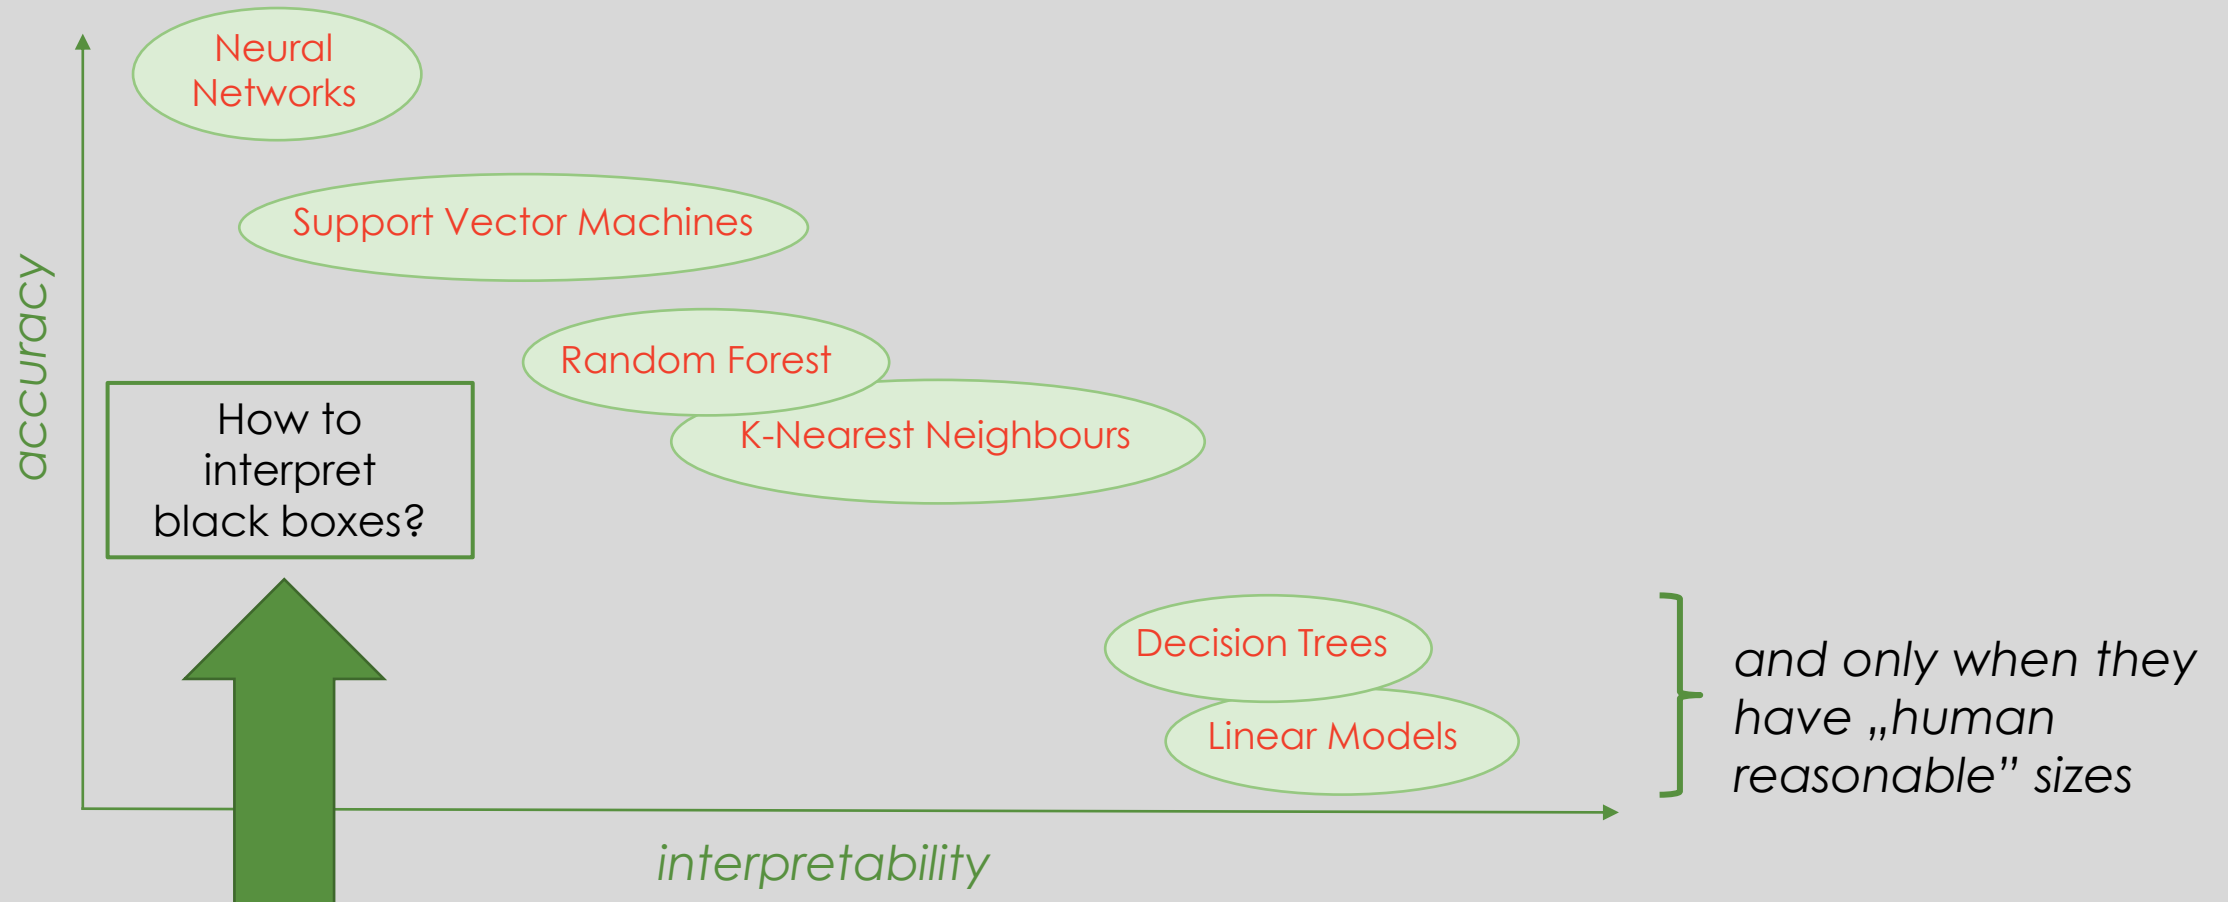 Neural
Networks
Support Vector Machines
Random Forest
K-Nearest Neighbours
accuracy
How to
interpret
black boxes?
Decision Trees
Linear Models
and only when they
have „human
reasonable” sizes
interpretability